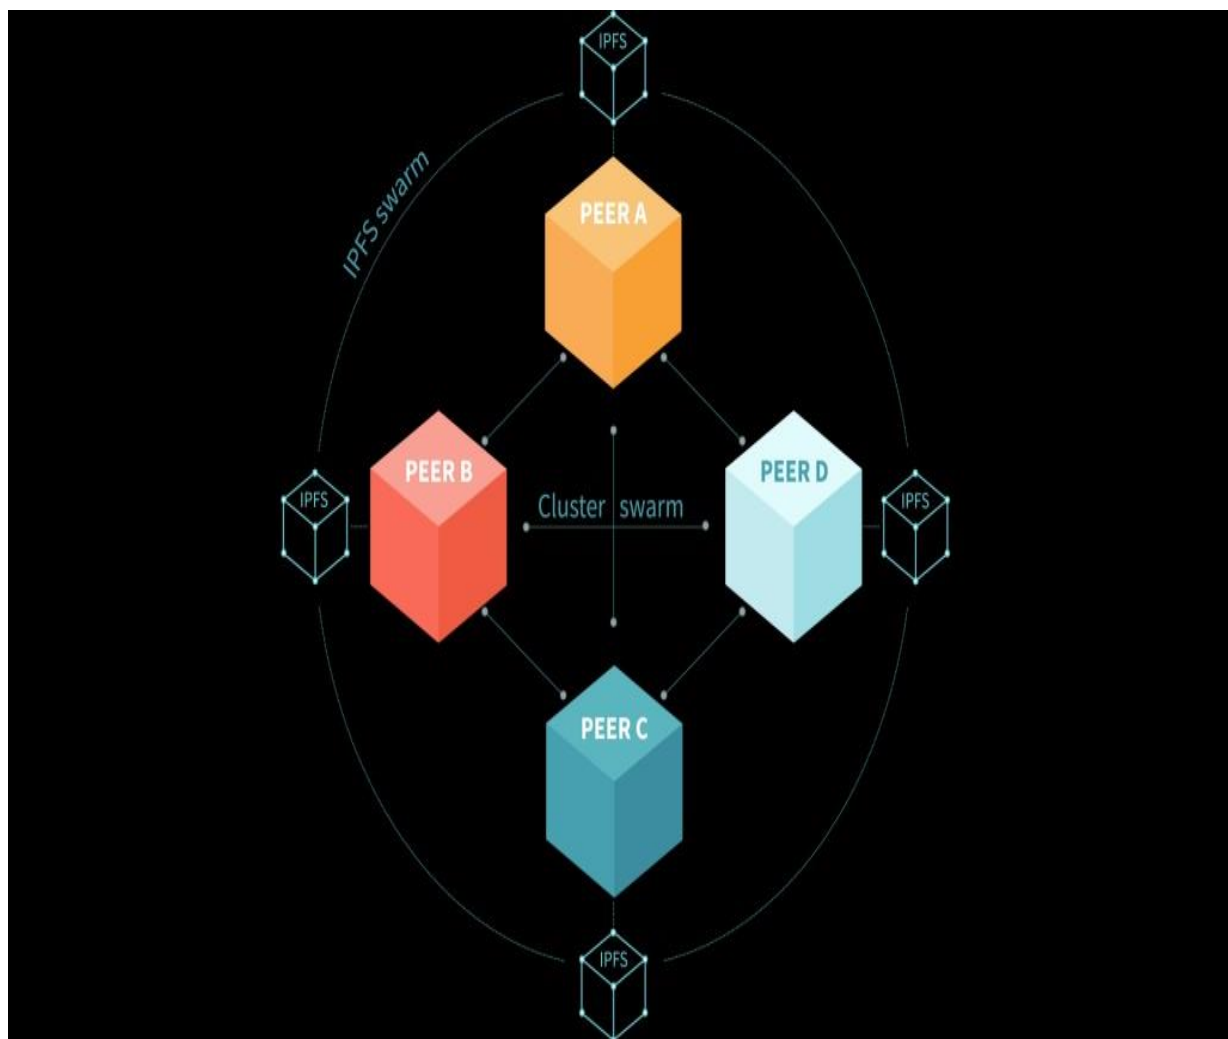 IPFS
IPFS swarm
PEER A
PEER B
PEER D
IPFS
Cluster swarm
IPFS
PEER C
IPFS